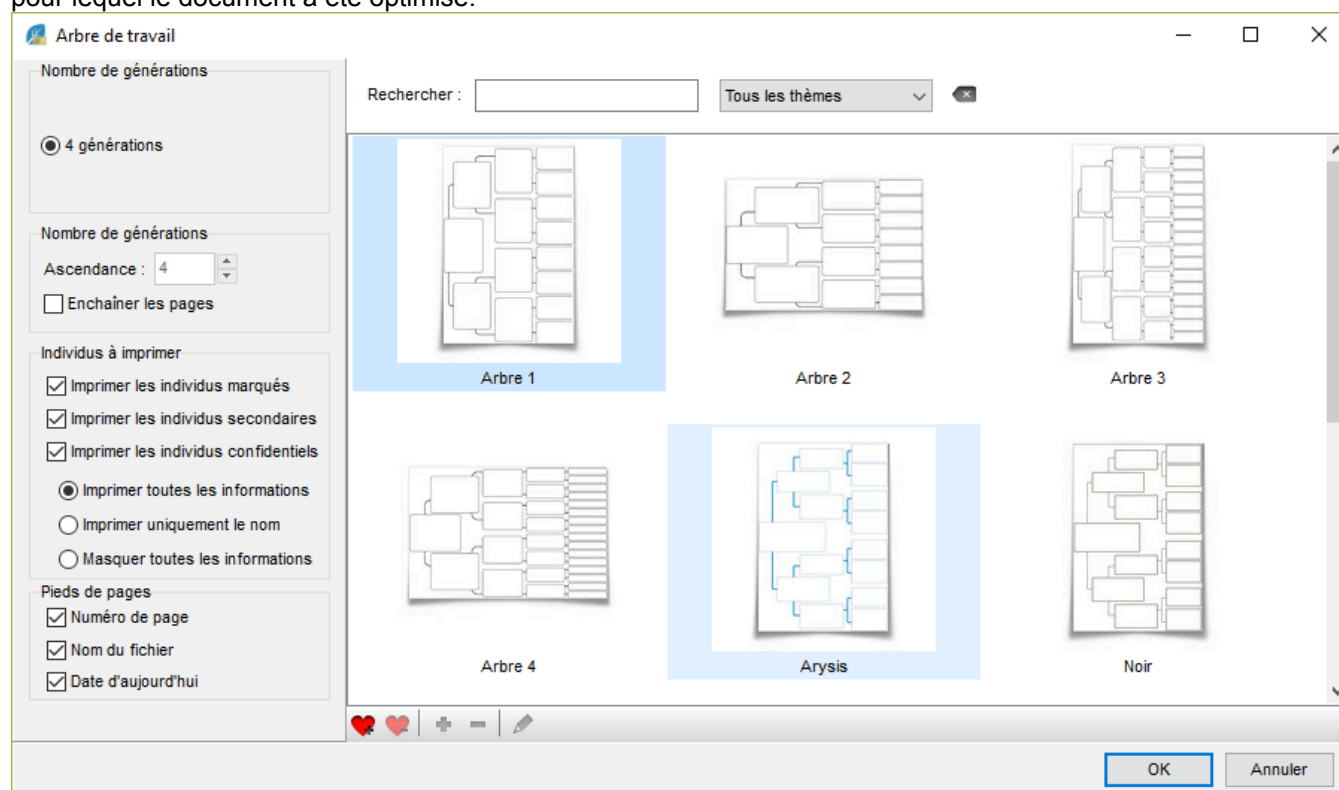 pour lequel le document a été optimisé.
Arbre de travail
Nombre de générations
4 générations
Nombre de générations
Ascendance : 4
Enchaîner les pages
Individus à imprimer
Imprimer les individus marqués
Imprimer les individus secondaires
Imprimer les individus confidentiels
Imprimer toutes les informations
Imprimer uniquement le nom
Masquer toutes les informations
Pieds de pages
Numéro de page
Nom du fichier
Date d'aujourd'hui
Rechercher :
Tous les thèmes
Arbre 1
Arbre 2
Arbre 3
Arbre 4
Arysis
Noir
OK
Annuler